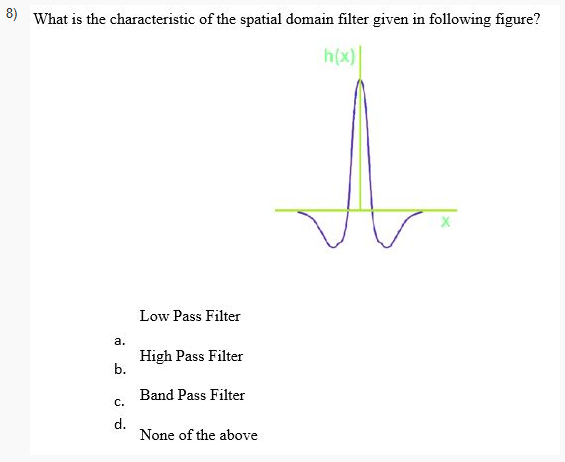 8) What is the characteristic of the spatial domain filter given in following figure?
h(x)
X
Low Pass Filter
a.
High Pass Filter
b.
Band Pass Filter
c.
d.
None of the above